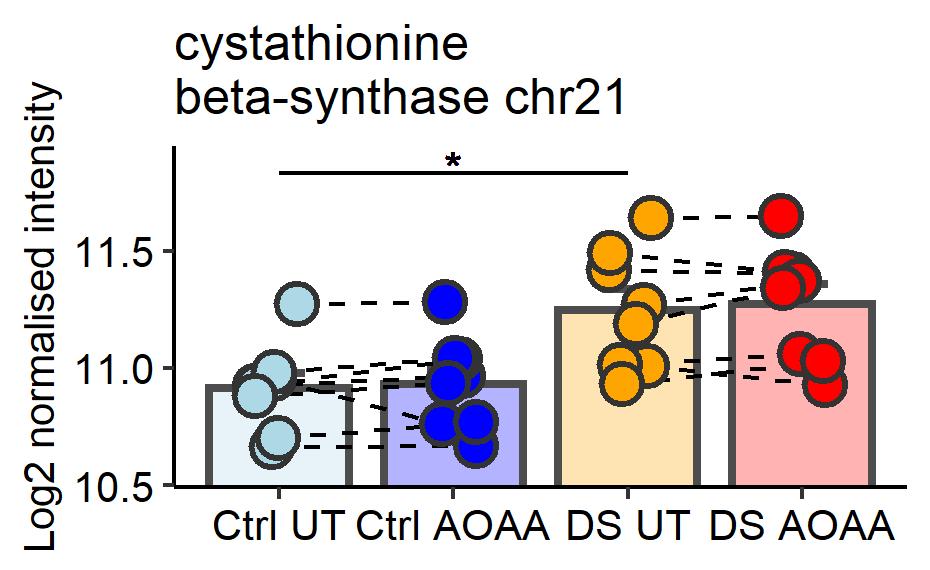 cystathionine
beta-synthase chr21
*
Log2 normalised intensity
11.5
11.0
10.5
Ctrl UT Ctrl AOAA DS UT DS AOAA